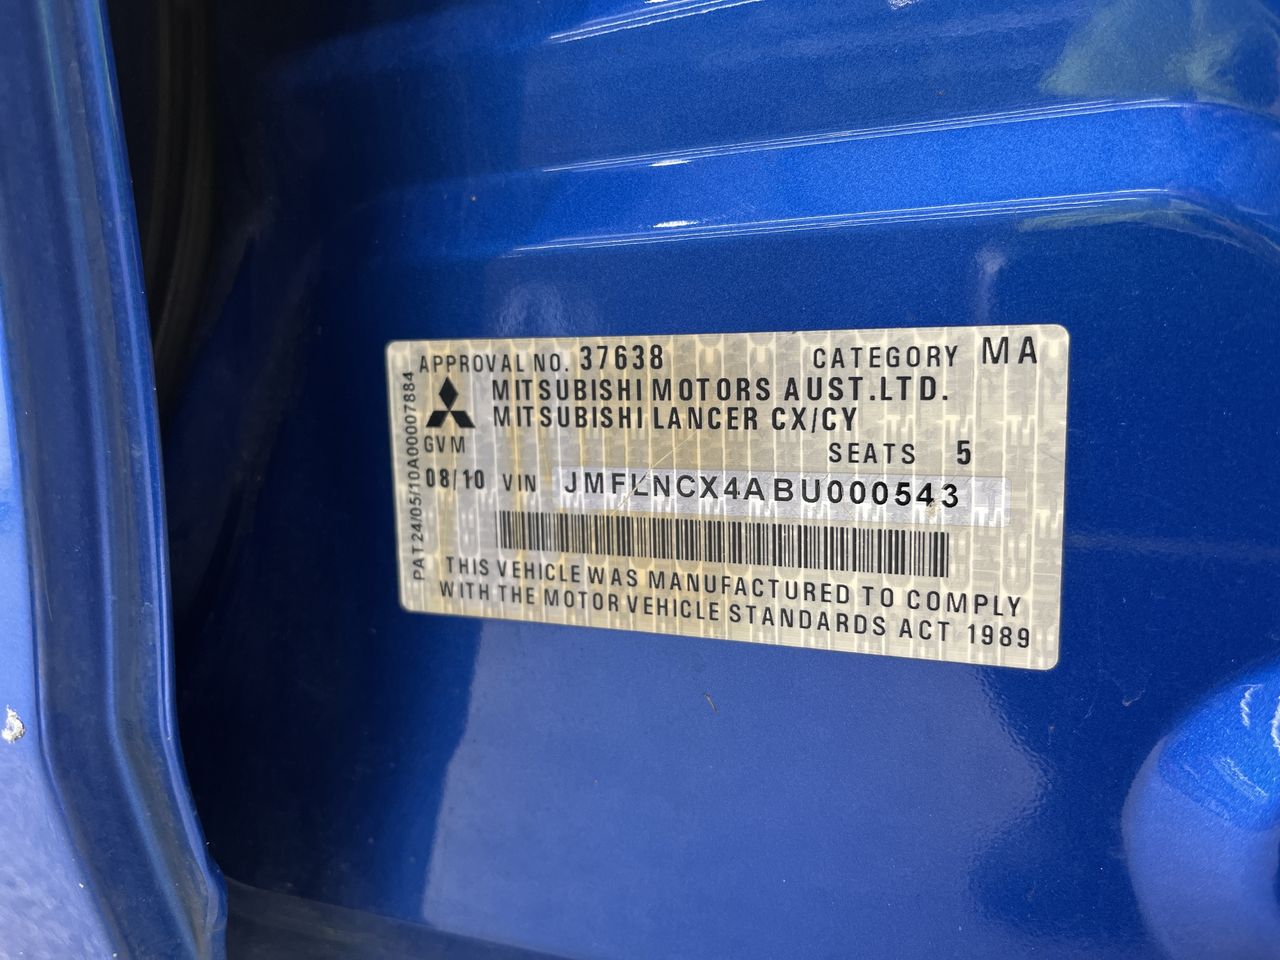 APPROVAL NO. 37638 CATEGORY MA
MITSUBISHI MOTORS AUST.LTD.
MITSUBISHI LANCER CX/CY
GVM SEATS 5
08/10 VIN JMFLNCX4ABU000543
THIS VEHICLE WAS MANUFACTURED TO COMPLY
WITH THE MOTOR VEHICLE STANDARDS ACT 1989
PAT24/05/10A00007884